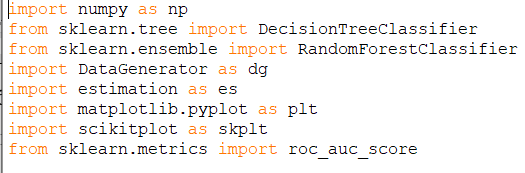 import numpy as np
from sklearn.tree import DecisionTreeClassifier
from sklearn.ensemble import RandomForestClassifier
import DataGenerator as dg
import estimation as es
import matplotlib.pyplot as plt
import scikitplot as skplt
from sklearn.metrics import roc_auc_score